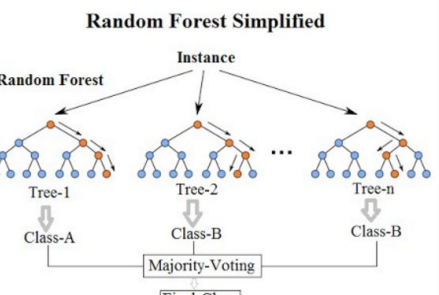 Random Forest Simplified
Instance
Random Forest
...
Tree-1
Tree-2
Tree-n
Class-A
Class-B
Class-B
Majority-Voting